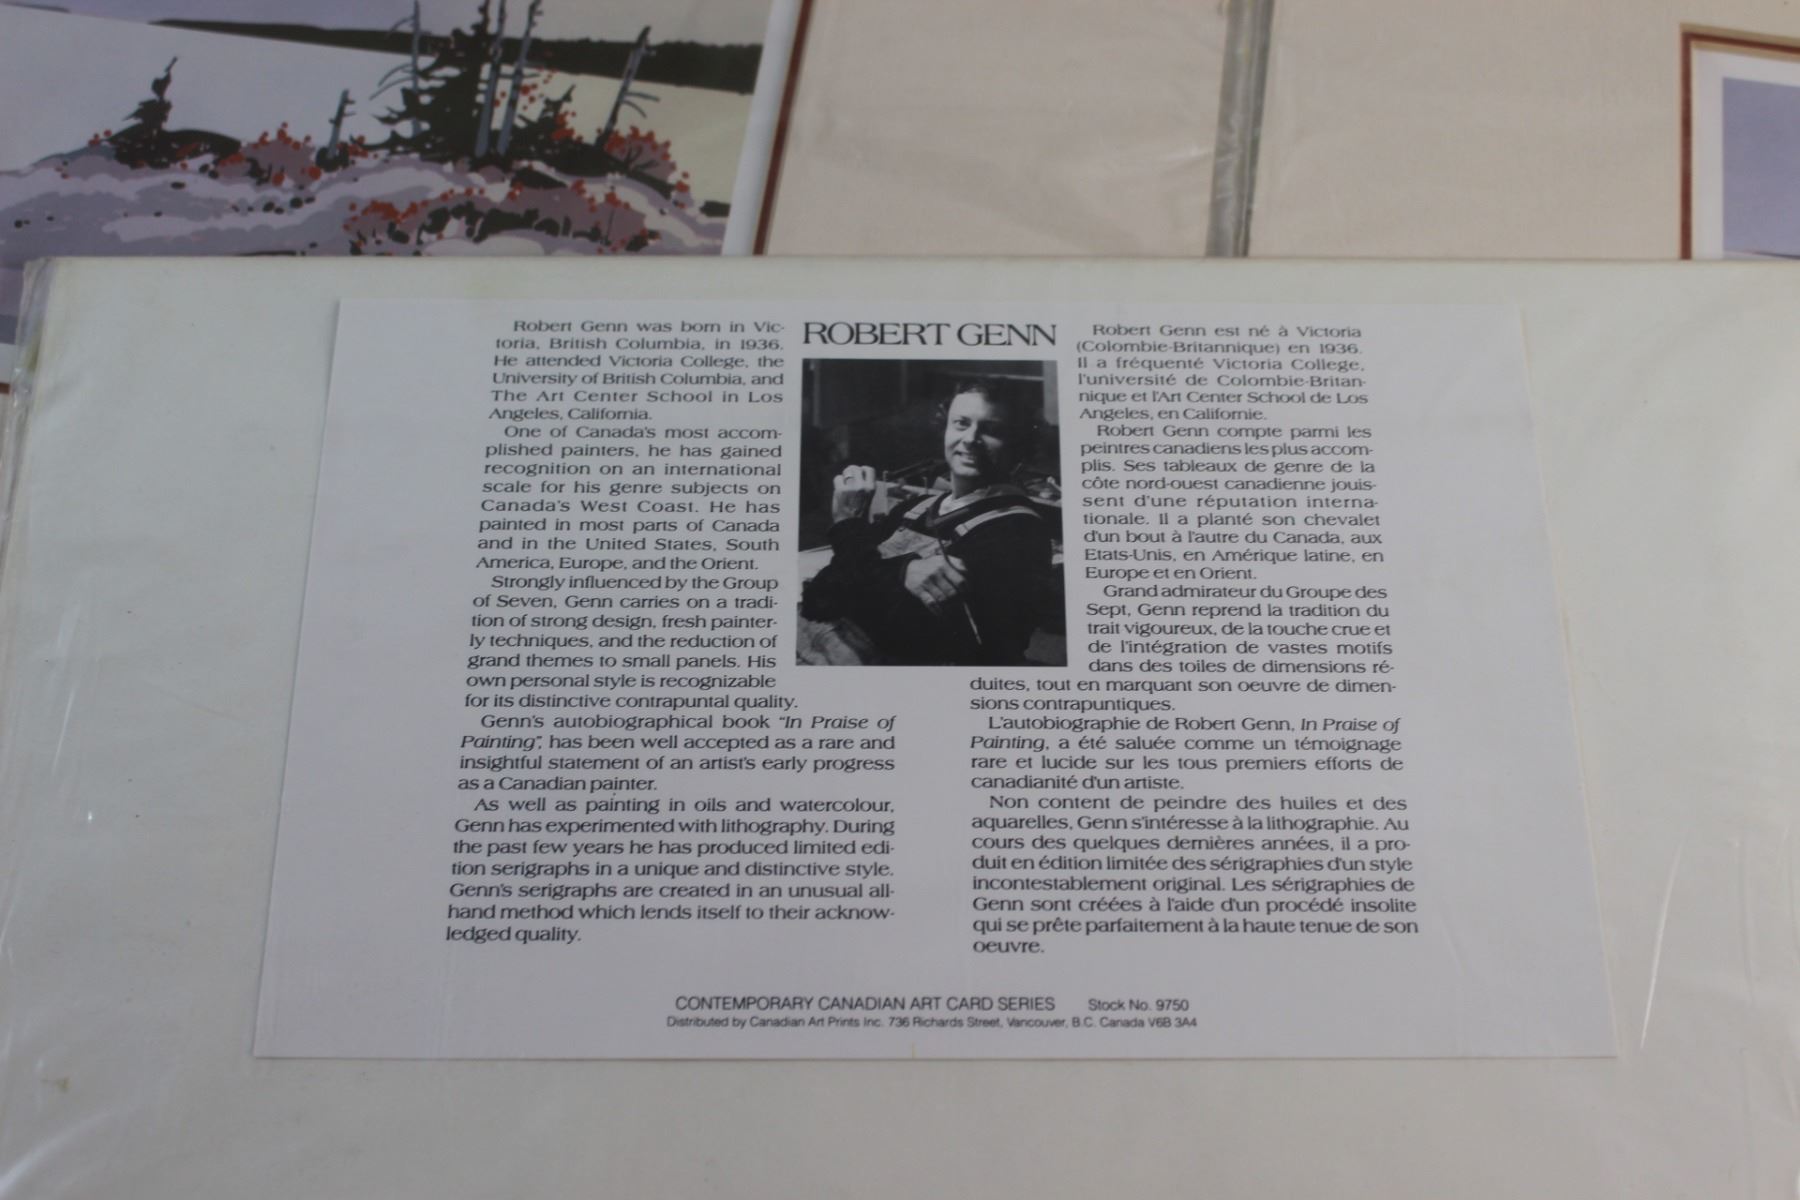 ROBERT GENN
Robert Genn was born in Vic-
toria, British Columbia, in 1936.
He attended Victoria College, the
University of British Columbia, and
The Art Center School in Los
Angeles, California.
One of Canada's most accom-
plished painters, he has gained
recognition on an international
scale for his genre subjects on
Canada's West Coast. He has
painted in most parts of Canada
and in the United States, South
America, Europe, and the Orient.
Strongly influenced by the Group
of Seven, Genn carries on a tradi-
tion of strong design, fresh painter-
ly techniques, and the reduction of
grand themes to small panels. His
own personal style is recognizable
for its distinctive contrapuntal quality.
Genn's autobiographical book "In Praise of
Painting", has been well accepted as a rare and
insightful statement of an artist's early progress
as a Canadian painter.
As well as painting in oils and watercolour,
Genn has experimented with lithography. During
the past few years he has produced limited edi-
tion serigraphs in a unique and distinctive style.
Genn's serigraphs are created in an unusual all-
hand method which lends itself to their acknow-
ledged quality.
Robert Genn est né à Victoria
(Colombie-Britannique) en 1936.
Il a fréquenté Victoria College,
l'université de Colombie-Britan-
nique et l'Art Center School de Los
Angeles, en Californie.
Robert Genn compte parmi les
peintres canadiens les plus accom-
plis. Ses tableaux de genre de la
côte nord-ouest canadienne jouis-
sent d'une réputation interna-
tionale. Il a planté son chevalet
d'un bout à l'autre du Canada, aux
Etats-Unis, en Amérique latine, en
Europe et en Orient.
Grand admirateur du Groupe des
Sept, Genn reprend la tradition du
trait vigoureux, de la touche crue et
de l'intégration de vastes motifs
dans des toiles de dimensions ré-
duites, tout en marquant son oeuvre de dimen-
sions contrapuntiques.
L'autobiographie de Robert Genn, In Praise of
Painting, a été saluée comme un témoignage
rare et lucide sur les tous premiers efforts de
canadianité d'un artiste.
Non content de peindre des huiles et des
aquarelles, Genn s'intéresse à la lithographie. Au
cours des quelques dernières années, il a pro-
duit en édition limitée des sérigraphies d'un style
incontestablement original. Les sérigraphies de
Genn sont créées à l'aide d'un procédé insolite
qui se prête parfaitement à la haute tenue de son
oeuvre.
CONTEMPORARY CANADIAN ART CARD SERIES Stock No. 9750
Distributed by Canadian Art Prints Inc. 736 Richards Street, Vancouver, B.C. Canada V6B 3A4